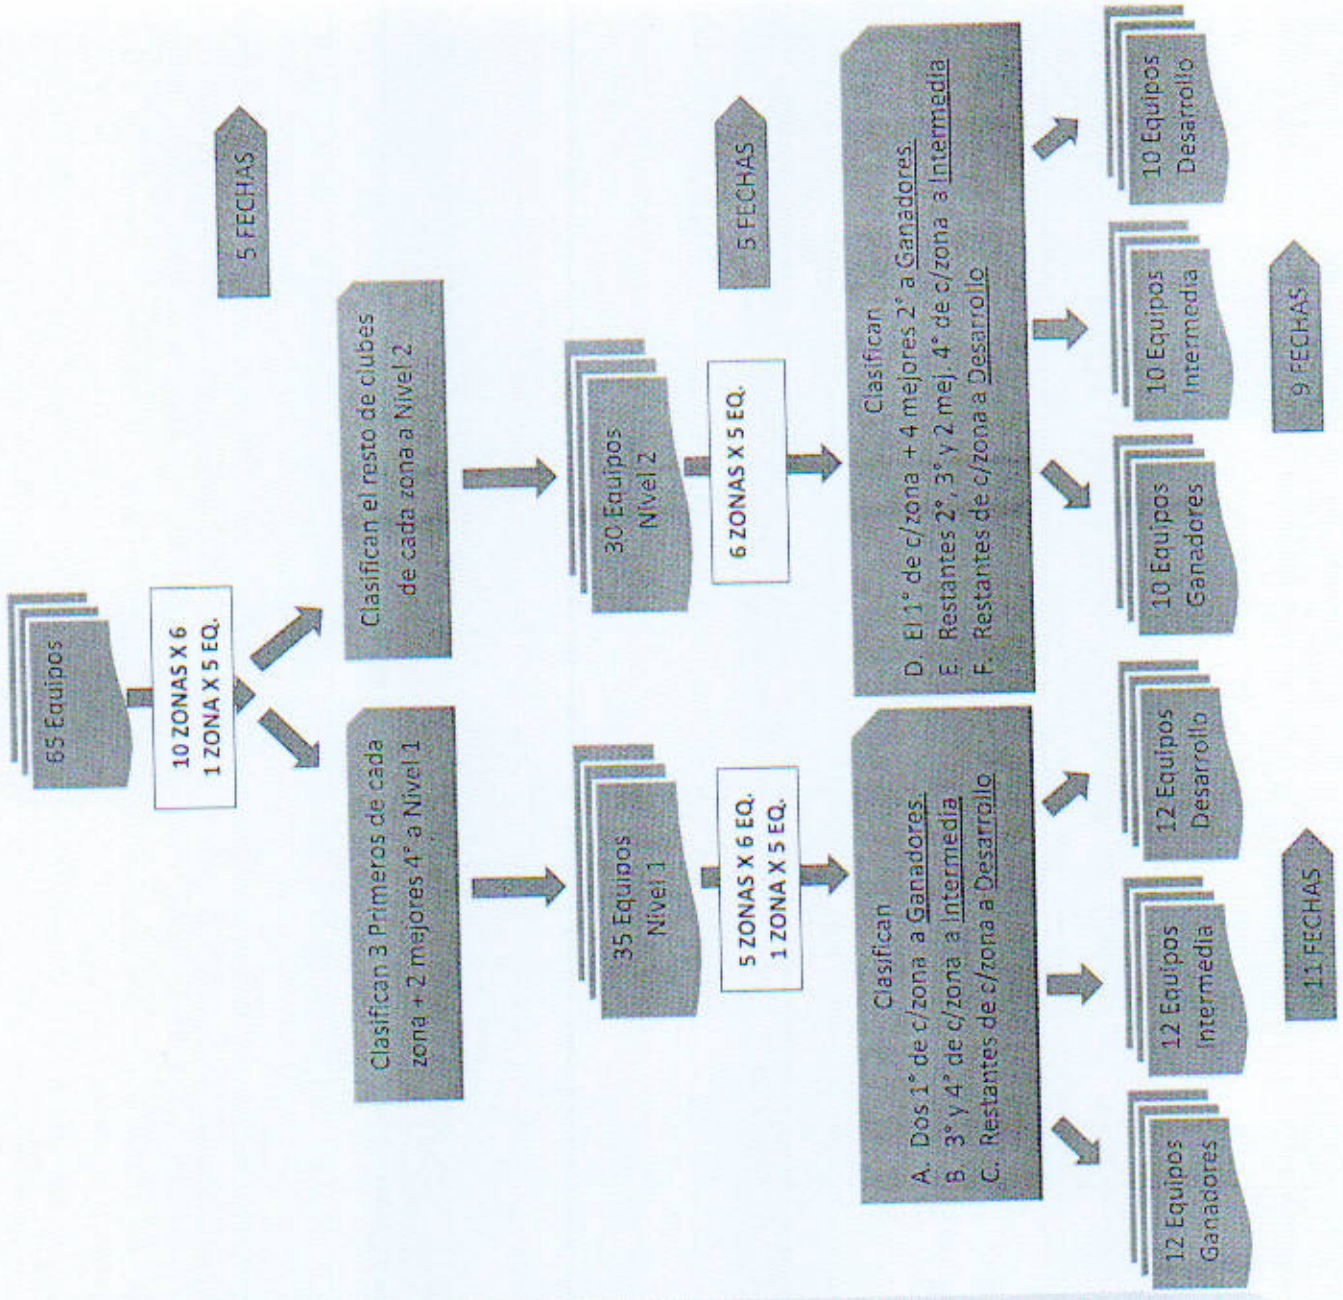 65 Equipos
10 ZONAS X 6
1 ZONA X 5 EQ.
5 FECHAS
Clasifican 3 Primeros de cada
zona + 2 mejores 4° a Nivel 1
Clasifican el resto de clubes
de cada zona a Nivel 2
35 Equipos
Nivel 1
30 Equipos
Nivel 2
5 ZONAS X 6 EQ.
1 ZONA X 5 EQ.
6 ZONAS X 5 EQ.
5 FECHAS
Clasifican
A. Dos 1° de c/zona a Ganadores.
B. 3° y 4° de c/zona a Intermedia
C. Restantes de c/zona a Desarrollo
Clasifican
D. El 1° de c/zona + 4 mejores 2° a Ganadores.
E. Restantes 2°, 3° y 2 mej. 4° de c/zona a Intermedia
F. Restantes de c/zona a Desarrollo
12 Equipos
Ganadores
12 Equipos
Intermedia
12 Equipos
Desarrollo
10 Equipos
Ganadores
10 Equipos
Intermedia
10 Equipos
Desarrollo
11 FECHAS
9 FECHAS